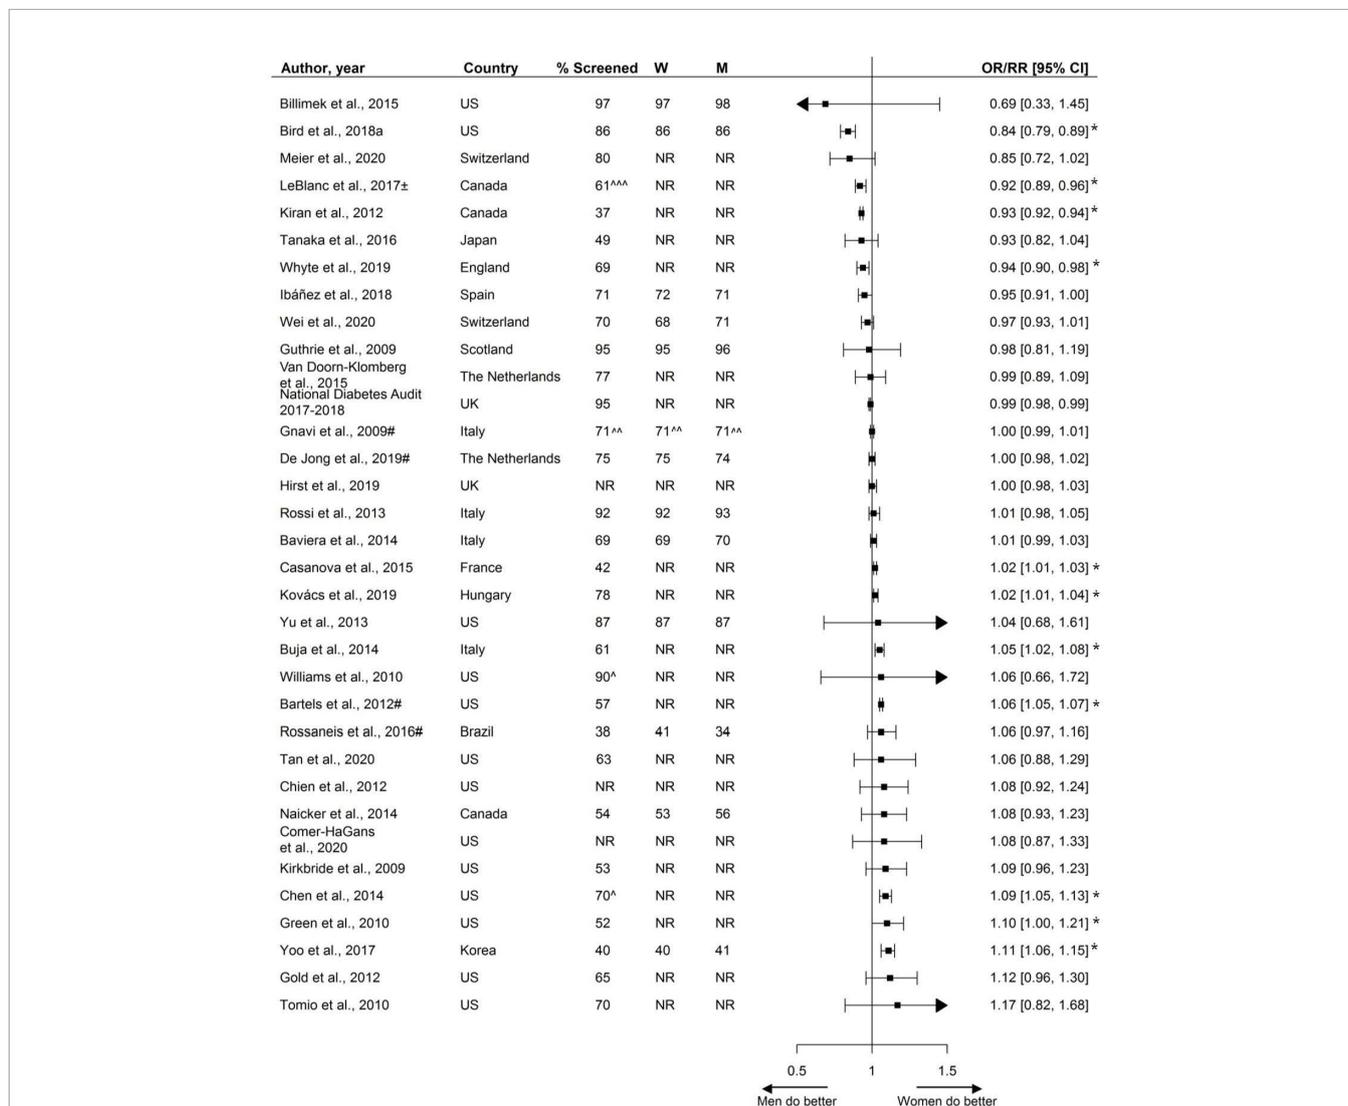 Author, year Country % Screened W M OR/RR [95% CI]
Billimek et al., 2015 US 97 97 98 0.69 [0.33, 1.45]
Bird et al., 2018a US 86 86 86 0.84 [0.79, 0.89]*
Meier et al., 2020 Switzerland 80 NR NR 0.85 [0.72, 1.02]
LeBlanc et al., 2017± Canada 61^^^ NR NR 0.92 [0.89, 0.96]*
Kiran et al., 2012 Canada 37 NR NR 0.93 [0.92, 0.94]*
Tanaka et al., 2016 Japan 49 NR NR 0.93 [0.82, 1.04]
Whyte et al., 2019 England 69 NR NR 0.94 [0.90, 0.98]*
Ibáñez et al., 2018 Spain 71 72 71 0.95 [0.91, 1.00]
Wei et al., 2020 Switzerland 70 68 71 0.97 [0.93, 1.01]
Guthrie et al., 2009 Scotland 95 95 96 0.98 [0.81, 1.19]
Van Doorn-Klomberg
et al., 2015 The Netherlands 77 NR NR 0.99 [0.89, 1.09]
National Diabetes Audit
2017-2018 UK 95 NR NR 0.99 [0.98, 0.99]
Gnavi et al., 2009# Italy 71^^ 71^^ 71^^ 1.00 [0.99, 1.01]
De Jong et al., 2019# The Netherlands 75 75 74 1.00 [0.98, 1.02]
Hirst et al., 2019 UK NR NR NR 1.00 [0.98, 1.03]
Rossi et al., 2013 Italy 92 92 93 1.01 [0.98, 1.05]
Baviera et al., 2014 Italy 69 69 70 1.01 [0.99, 1.03]
Casanova et al., 2015 France 42 NR NR 1.02 [1.01, 1.03] *
Kovács et al., 2019 Hungary 78 NR NR 1.02 [1.01, 1.04] *
Yu et al., 2013 US 87 87 87 1.04 [0.68, 1.61]
Buja et al., 2014 Italy 61 NR NR 1.05 [1.02, 1.08] *
Williams et al., 2010 US 90^ NR NR 1.06 [0.66, 1.72]
Bartels et al., 2012# US 57 NR NR 1.06 [1.05, 1.07] *
Rossaneis et al., 2016# Brazil 38 41 34 1.06 [0.97, 1.16]
Tan et al., 2020 US 63 NR NR 1.06 [0.88, 1.29]
Chien et al., 2012 US NR NR NR 1.08 [0.92, 1.24]
Naicker et al., 2014 Canada 54 53 56 1.08 [0.93, 1.23]
Comer-HaGans
et al., 2020 US NR NR NR 1.08 [0.87, 1.33]
Kirkbride et al., 2009 US 53 NR NR 1.09 [0.96, 1.23]
Chen et al., 2014 US 70^ NR NR 1.09 [1.05, 1.13] *
Green et al., 2010 US 52 NR NR 1.10 [1.00, 1.21] *
Yoo et al., 2017 Korea 40 40 41 1.11 [1.06, 1.15]*
Gold et al., 2012 US 65 NR NR 1.12 [0.96, 1.30]
Tomio et al., 2010 US 70 NR NR 1.17 [0.82, 1.68]
0.5 1 1.5
Men do better Women do better